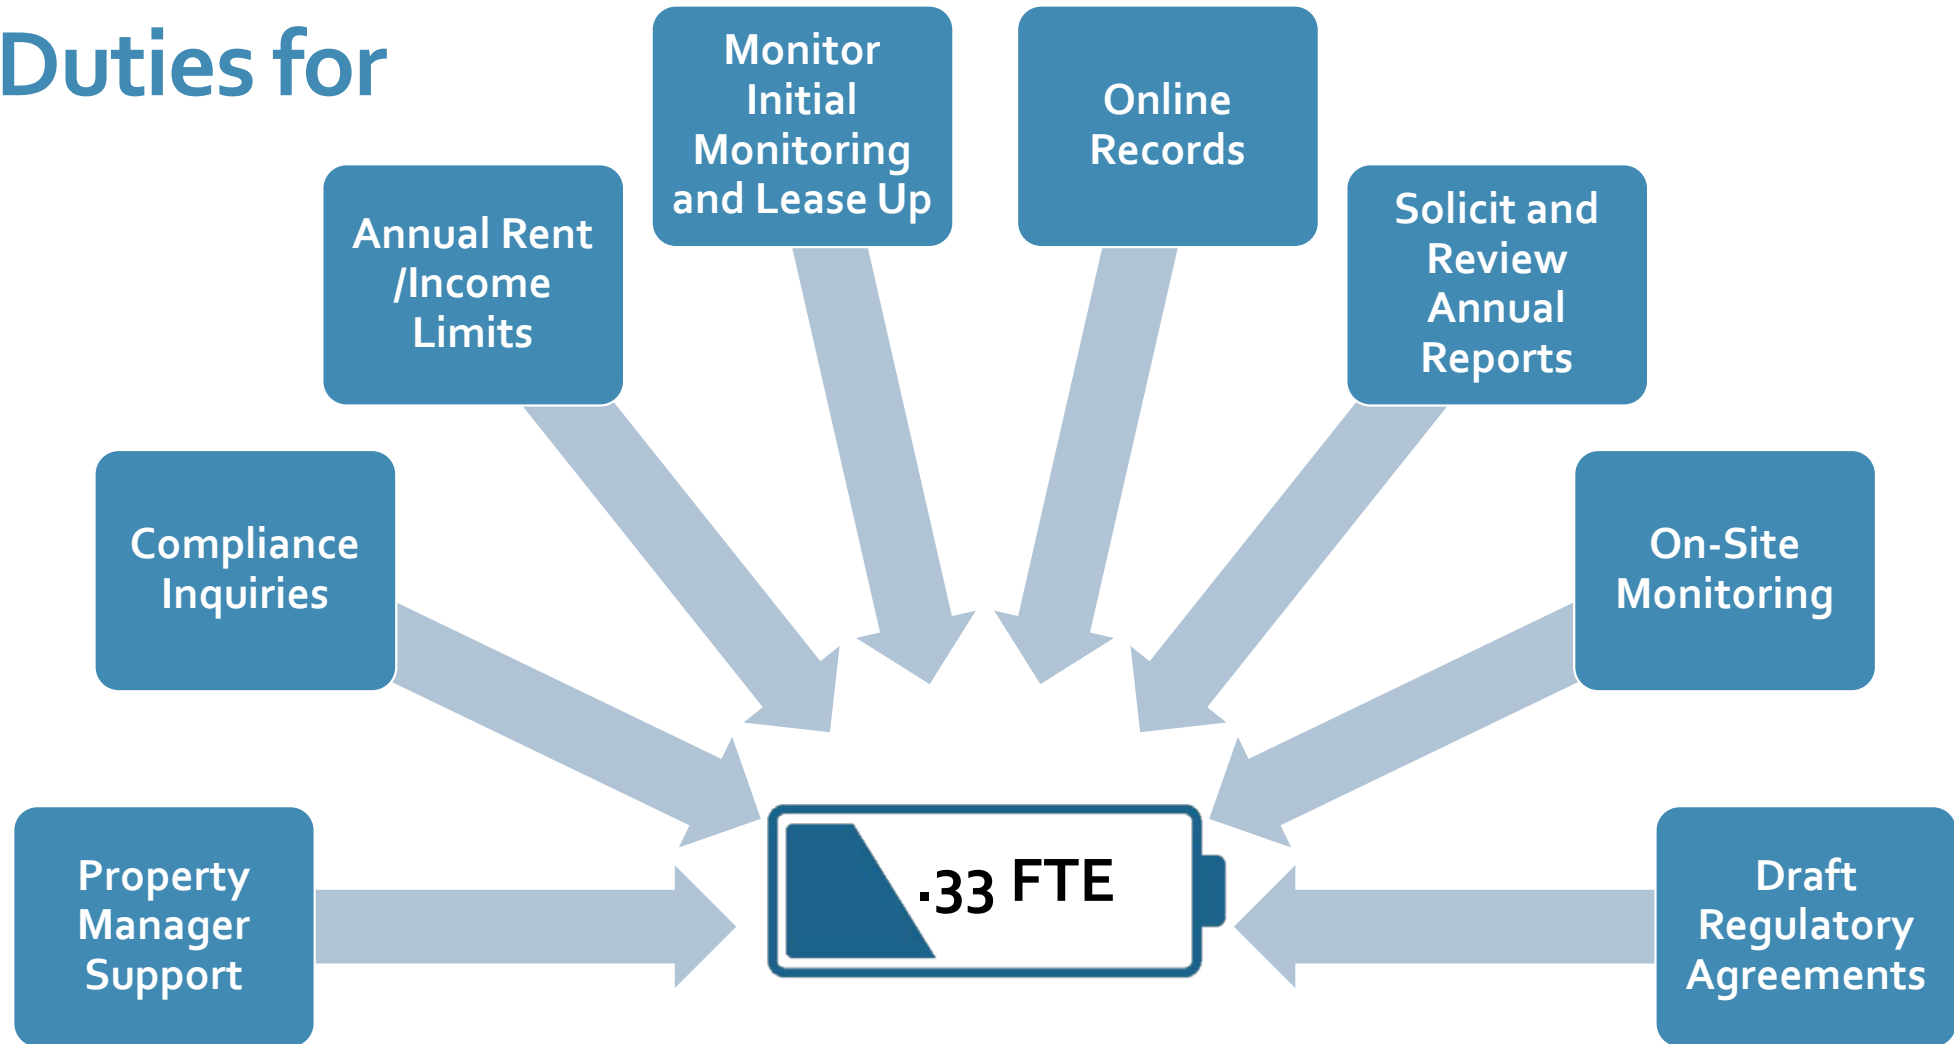 Duties for
Monitor
Initial
Monitoring
and Lease Up
Online
Records
Annual Rent
/Income
Limits
Solicit and
Review
Annual
Reports
Compliance
Inquiries
On-Site
Monitoring
Property
Manager
Support
.33 FTE
Draft
Regulatory
Agreements